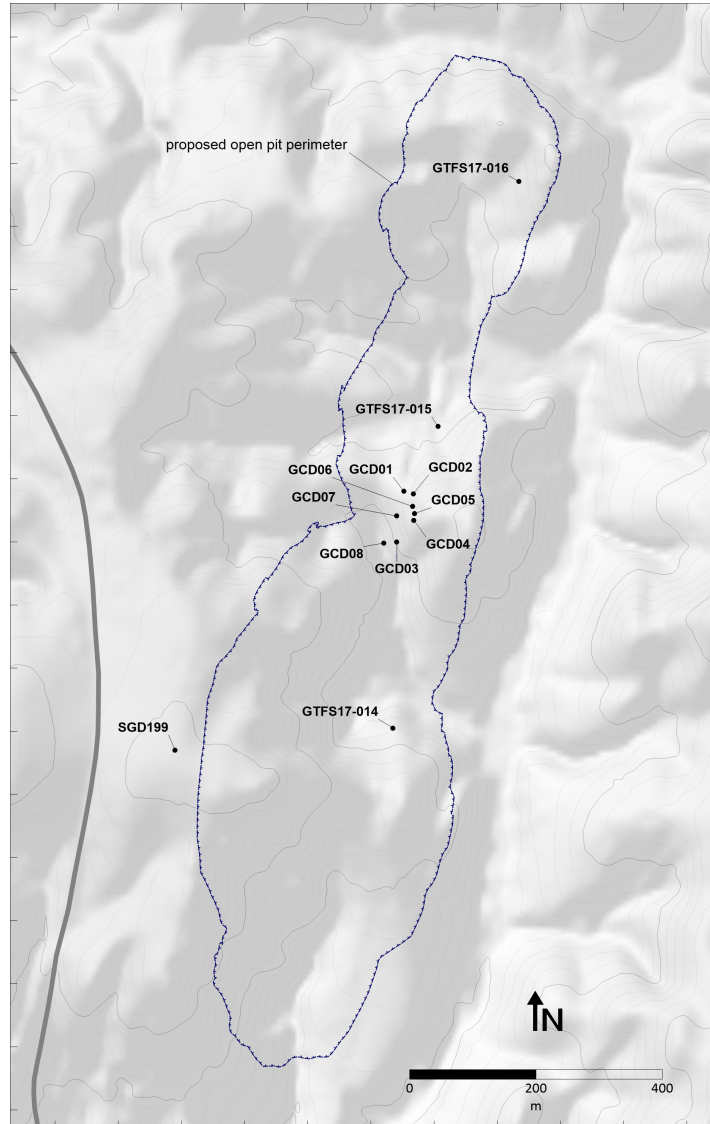 proposed open pit perimeter
GTFS17-016
GTFS17-015
GCD06
GCD01
GCD02
GCD07
GCD05
GCD08
GCD04
GCD03
GTFS17-014
SGD199
N
0 200 400
m